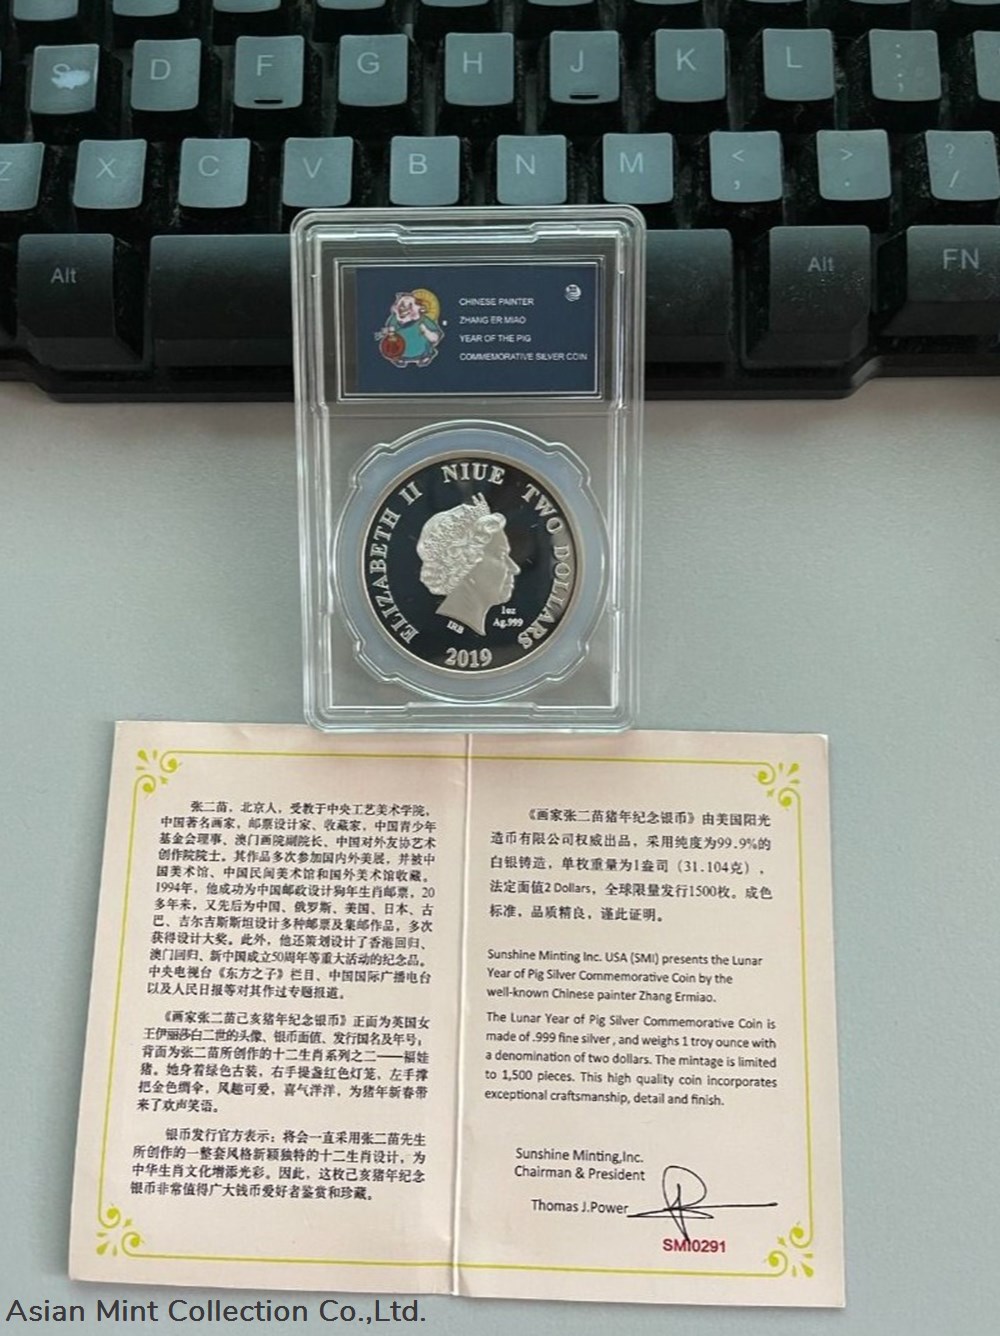 S D F G H J K L ; :
Z X C V B N M < , > . ? /
Alt Alt FN
CHINESE PAINTER
ZHANG ER MIAO
YEAR OF THE PIG
COMMEMORATIVE SILVER COIN
ELIZABETH II NIUE TWO DOLLARS
1oz
IRB Ag.999
2019
张二苗，北京人，受教于中央工艺美术学院，
中国著名画家，邮票设计家、收藏家，中国青少年
基金会理事、澳门画院副院长、中国对外友协艺术
创作院院士。其作品多次参加国内外美展，并被中
国美术馆、中国民间美术馆和国外美术馆收藏。
1994年，他成功为中国邮政设计狗年生肖邮票，20
多年来，又先后为中国、俄罗斯、美国、日本、古
巴、吉尔吉斯斯坦设计多种邮票及集邮作品，多次
获得设计大奖。此外，他还策划设计了香港回归、
澳门回归、新中国成立50周年等重大活动的纪念品。
中央电视台《东方之子》栏目、中国国际广播电台
以及人民日报等对其作过专题报道。
《画家张二苗己亥猪年纪念银币》正面为英国女
王伊丽莎白二世的头像、银币面值、发行国名及年号；
背面为张二苗所创作的十二生肖系列之二——福娃
猪。她身着绿色古装，右手提盏红色灯笼，左手撑
把金色绸伞，风趣可爱，喜气洋洋，为猪年新春带
来了欢声笑语。
银币发行官方表示：将会一直采用张二苗先生
所创作的一整套风格新颖独特的十二生肖设计，为
中华生肖文化增添光彩。因此，这枚己亥猪年纪念
银币非常值得广大钱币爱好者鉴赏和珍藏。
《画家张二苗猪年纪念银币》由美国阳光
造币有限公司权威出品，采用纯度为99.9%的
白银铸造，单枚重量为1盎司（31.104克），
法定面值2 Dollars，全球限量发行1500枚。成色
标准，品质精良，谨此证明。
Sunshine Minting Inc. USA (SMI) presents the Lunar
Year of Pig Silver Commemorative Coin by the
well-known Chinese painter Zhang Ermiao.
The Lunar Year of Pig Silver Commemorative Coin is
made of .999 fine silver, and weighs 1 troy ounce with
a denomination of two dollars. The mintage is limited
to 1,500 pieces. This high quality coin incorporates
exceptional craftsmanship, detail and finish.
Sunshine Minting,Inc.
Chairman & President
Thomas J.Power
SMI0291
Asian Mint Collection Co.,Ltd.